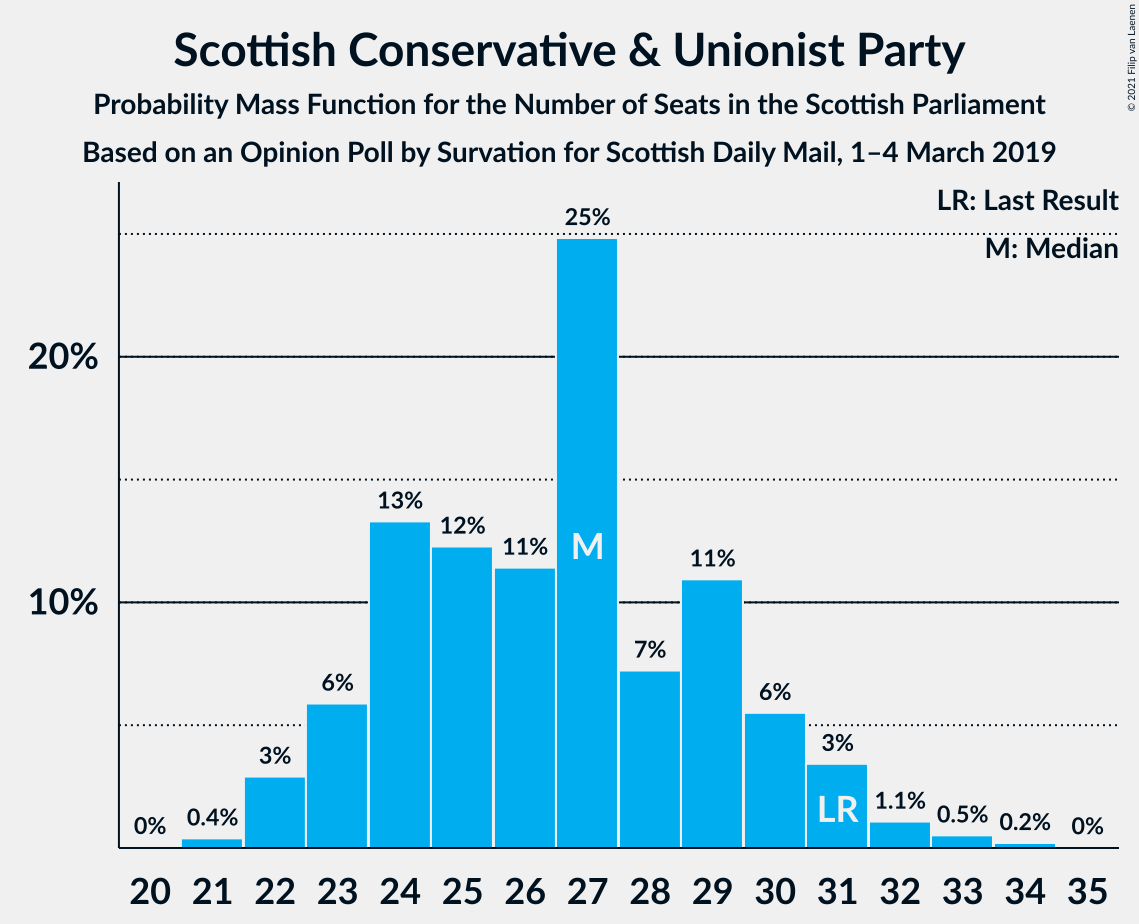 Scottish Conservative & Unionist Party
Probability Mass Function for the Number of Seats in the Scottish Parliament
Based on an Opinion Poll by Survation for Scottish Daily Mail, 1–4 March 2019
© 2021 Filip van Laenen
LR: Last Result
M: Median
20%
10%
0%
0.4%
3%
6%
13%
12%
11%
25%
M
7%
11%
6%
3%
LR
1.1%
0.5%
0.2%
0%
20 21 22 23 24 25 26 27 28 29 30 31 32 33 34 35